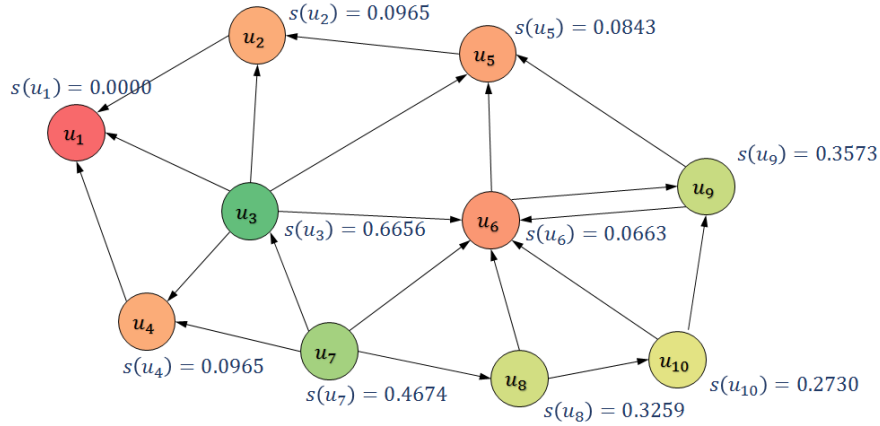 s(u₂) = 0.0965
u₂
s(u₅) = 0.0843
u₅
s(u₁) = 0.0000
u₁
s(u₉) = 0.3573
u₉
u₃
s(u₃) = 0.6656
u₆
s(u₆) = 0.0663
u₄
s(u₄) = 0.0965
u₇
s(u₇) = 0.4674
u₈
s(u₈) = 0.3259
u₁₀
s(u₁₀) = 0.2730